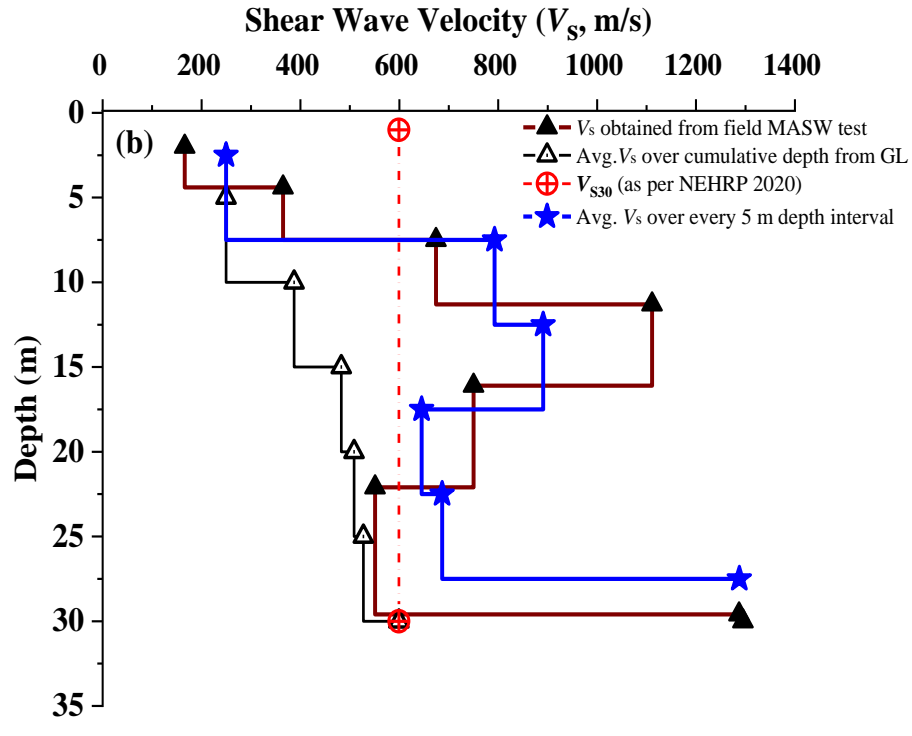 Shear Wave Velocity (Vs, m/s)
0 200 400 600 800 1000 1200 1400
(b)
Vs obtained from field MASW test
Avg.Vs over cumulative depth from GL
VS30 (as per NEHRP 2020)
Avg. Vs over every 5 m depth interval
Depth (m)
0
5
10
15
20
25
30
35